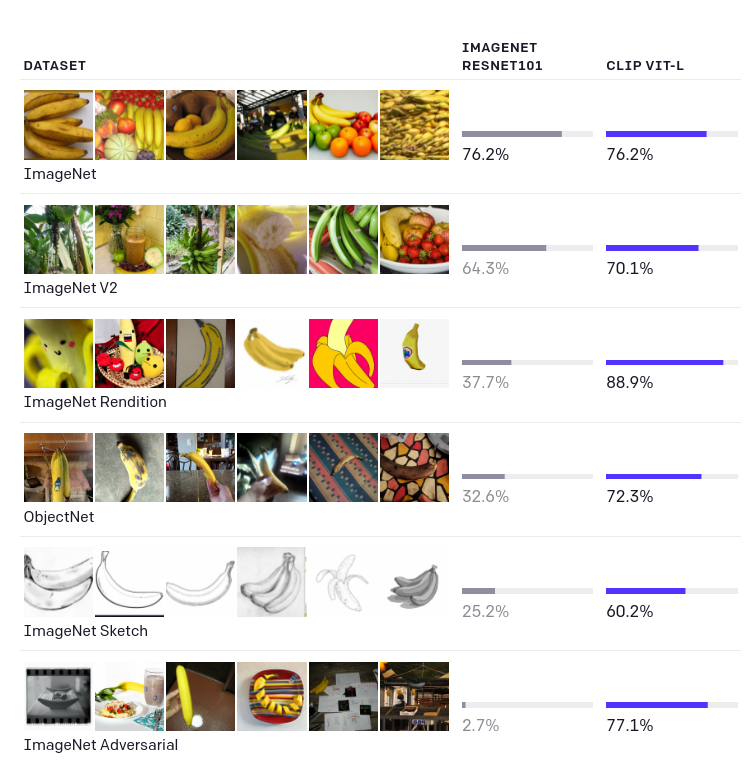 IMAGENET
DATASET RESNET101 CLIP VIT-L
76.2% 76.2%
ImageNet
64.3% 70.1%
ImageNet V2
37.7% 88.9%
ImageNet Rendition
32.6% 72.3%
ObjectNet
25.2% 60.2%
ImageNet Sketch
2.7% 77.1%
ImageNet Adversarial